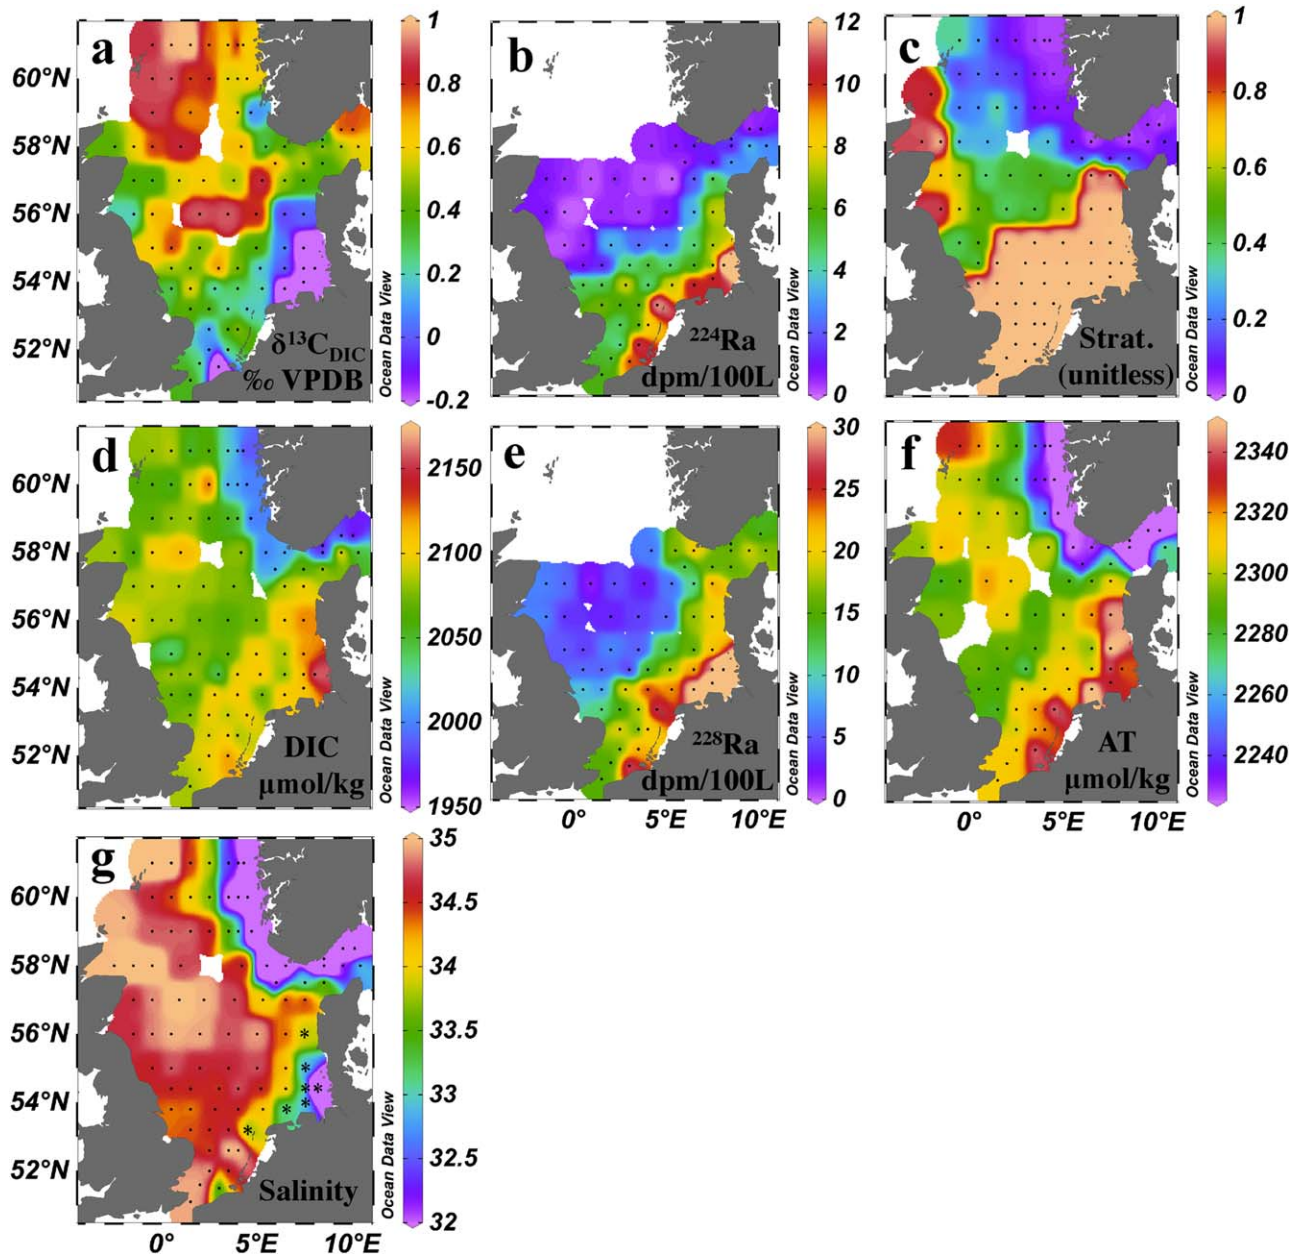 a
1
0.8
0.6
0.4
0.2
0
-0.2
60°N
58°N
56°N
54°N
52°N
δ¹³C_DIC
‰ VPDB
Ocean Data View
b
12
10
8
6
4
2
0
²²⁴Ra
dpm/100L
Ocean Data View
c
1
0.8
0.6
0.4
0.2
0
Strat.
(unitless)
Ocean Data View
d
2150
2100
2050
2000
1950
60°N
58°N
56°N
54°N
52°N
DIC
µmol/kg
Ocean Data View
e
30
25
20
15
10
5
0
²²⁸Ra
dpm/100L
Ocean Data View
0° 5°E 10°E
f
2340
2320
2300
2280
2260
2240
AT
µmol/kg
Ocean Data View
0° 5°E 10°E
g
35
34.5
34
33.5
33
32.5
32
60°N
58°N
56°N
54°N
52°N
Salinity
Ocean Data View
0° 5°E 10°E